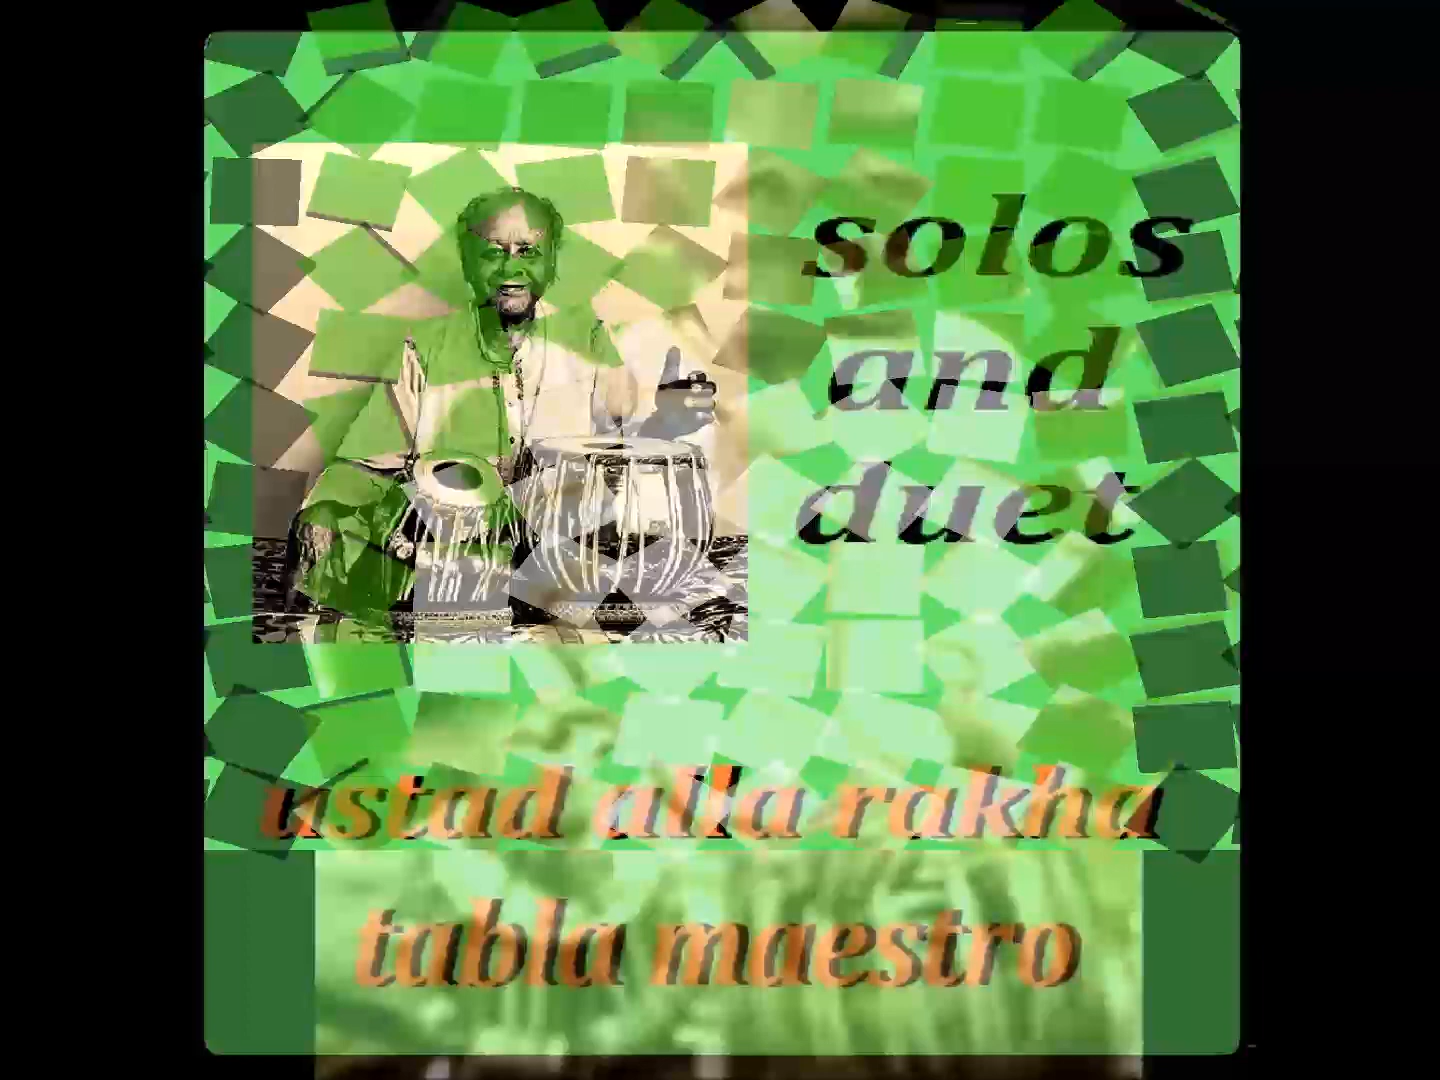 solos
and
duet
ustad alla rakha
tabla maestro